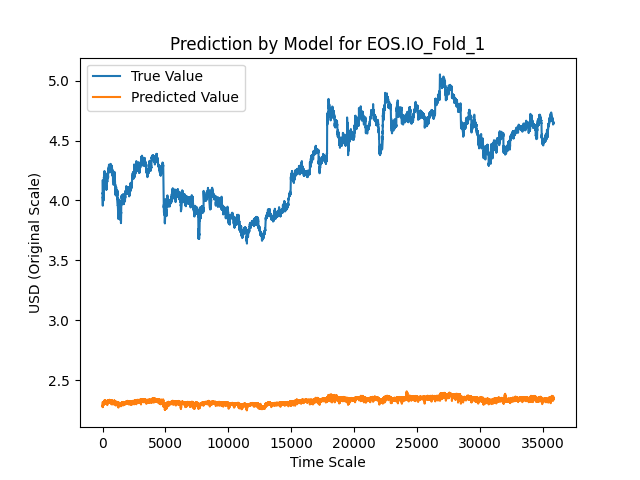 Prediction by Model for EOS.IO_Fold_1
True Value
Predicted Value
USD (Original Scale)
5.0
4.5
4.0
3.5
3.0
2.5
0 5000 10000 15000 20000 25000 30000 35000
Time Scale